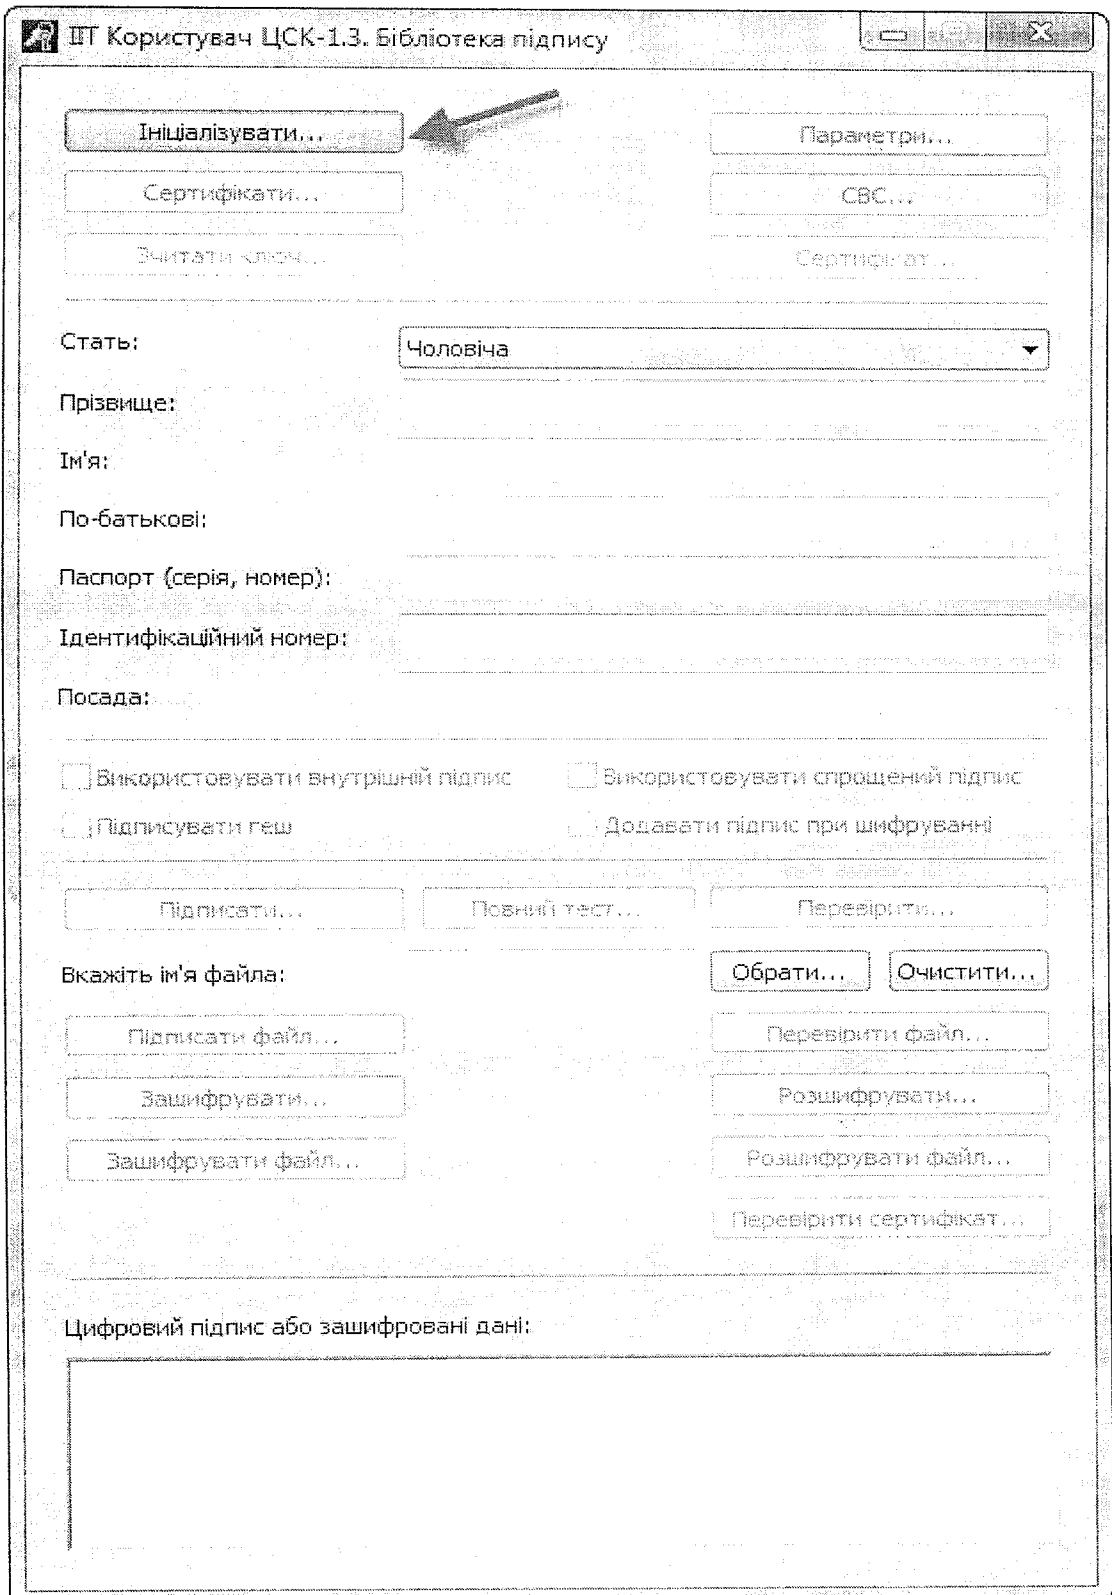 ІІТ Користувач ЦСК-1.3. Бібліотека підпису
Ініціалізувати... Параметри...
Сертифікати... СВС...
Зчитати ключ... Сертифікат...
Стать: Чоловіча
Прізвище:
Ім'я:
По-батькові:
Паспорт (серія, номер):
Ідентифікаційний номер:
Посада:
Використовувати внутрішній підпис Використовувати спрощений підпис
Підписувати геш Додавати підпис при шифруванні
Підписати... Повний тест... Перевірити...
Вкажіть ім'я файла: Обрати... Очистити...
Підписати файл... Перевірити файл...
Зашифрувати... Розшифрувати...
Зашифрувати файл... Розшифрувати файл...
Перевірити сертифікат...
Цифровий підпис або зашифровані дані: